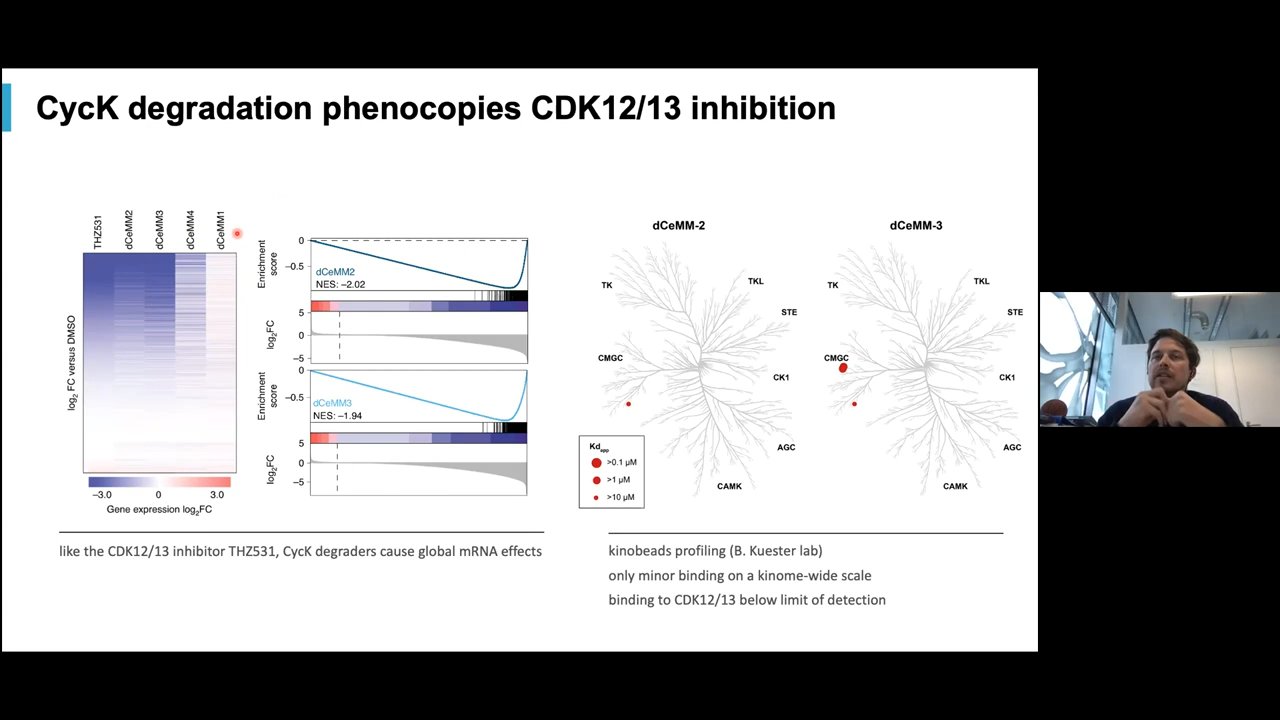 CycK degradation phenocopies CDK12/13 inhibition
THZ531
dCeMM2
dCeMM3
dCeMM4
dCeMM1
log2 FC versus DMSO
−3.0 0 3.0
Gene expression log2FC
Enrichment
score
0
−0.5
dCeMM2
NES: −2.02
log2FC
5
0
−5
Enrichment
score
0
−0.5
dCeMM3
NES: −1.94
log2FC
5
0
−5
like the CDK12/13 inhibitor THZ531, CycK degraders cause global mRNA effects
dCeMM-2
TK
TKL
STE
CMGC
CK1
AGC
CAMK
Kdapp
>0.1 µM
>1 µM
>10 µM
dCeMM-3
TK
TKL
STE
CMGC
CK1
AGC
CAMK
kinobeads profiling (B. Kuester lab)
only minor binding on a kinome-wide scale
binding to CDK12/13 below limit of detection